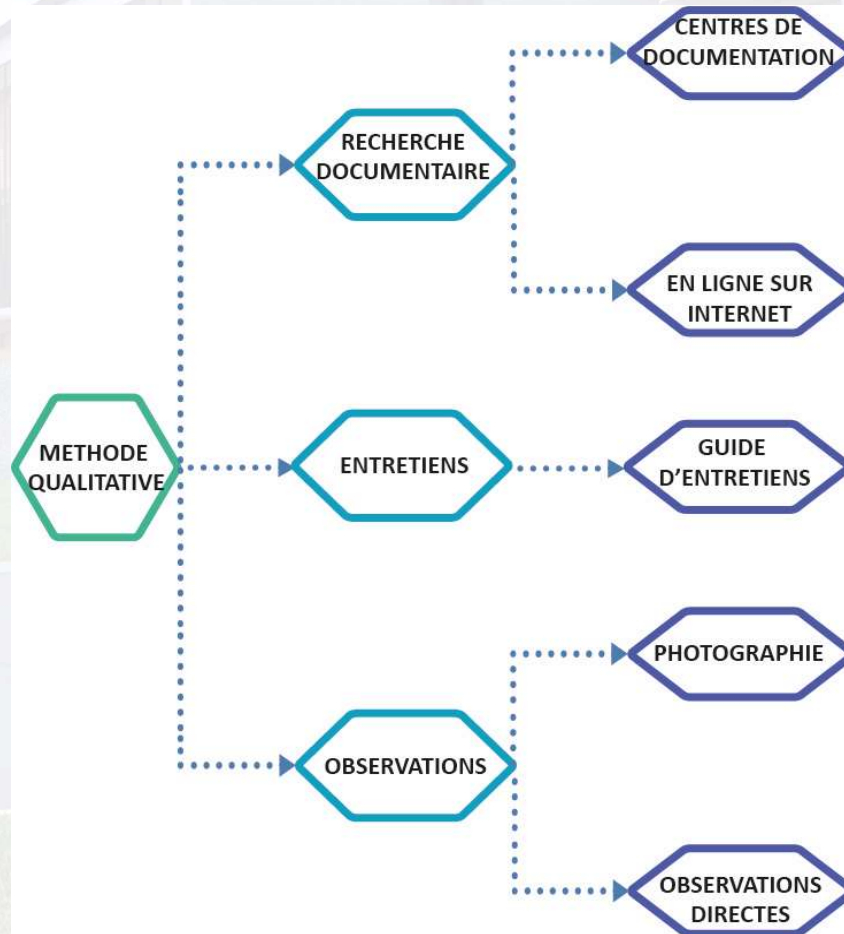 CENTRES DE
DOCUMENTATION
RECHERCHE
DOCUMENTAIRE
EN LIGNE SUR
INTERNET
METHODE
QUALITATIVE
ENTRETIENS
GUIDE
D’ENTRETIENS
PHOTOGRAPHIE
OBSERVATIONS
OBSERVATIONS
DIRECTES